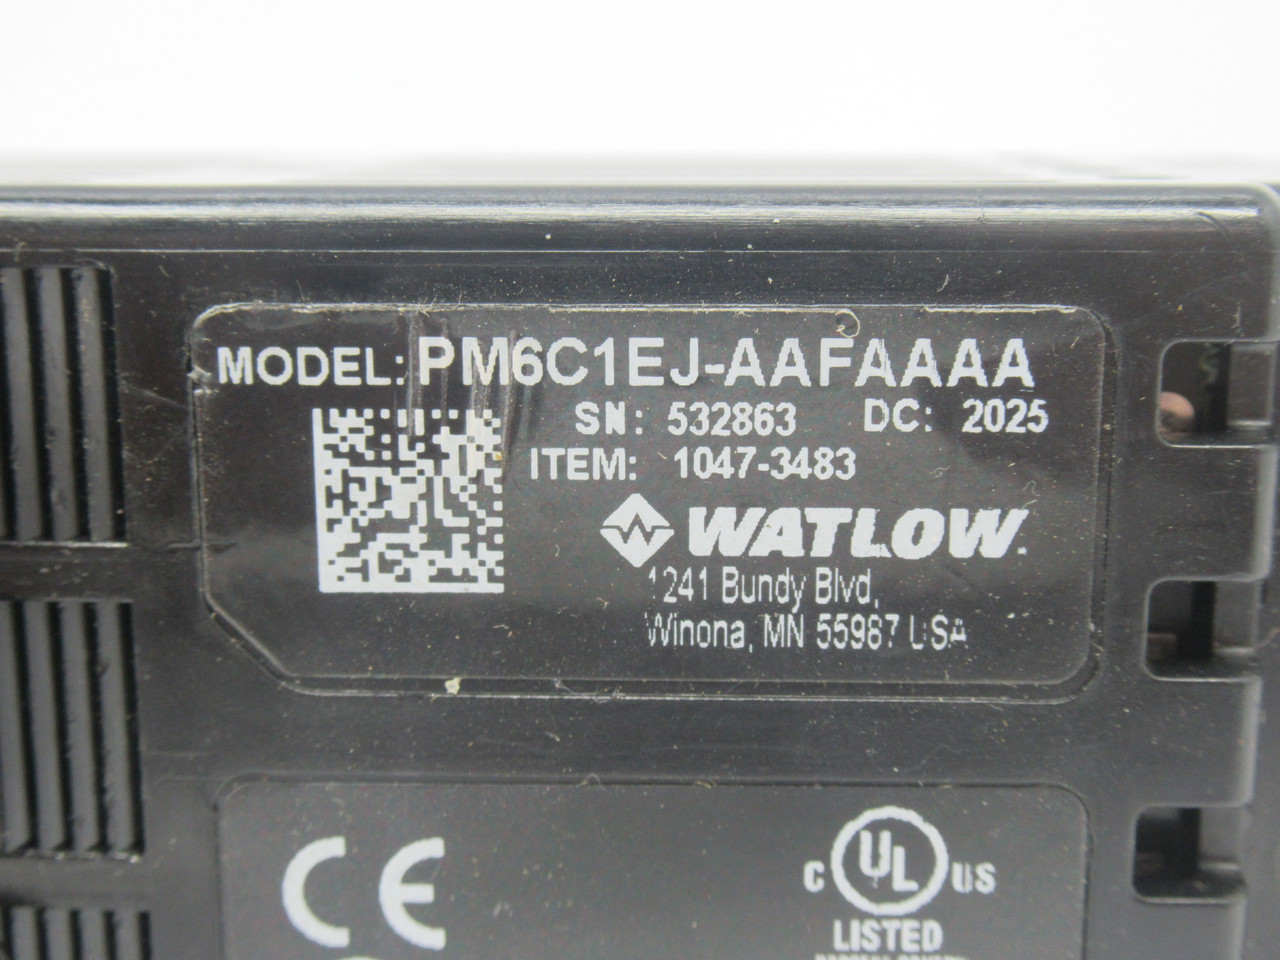 MODEL: PM6C1EJ-AAFAAAA
SN: 532863 DC: 2025
ITEM: 1047-3483
WATLOW.
1241 Bundy Blvd,
Winona, MN 55987 USA
CE
C UL US
LISTED